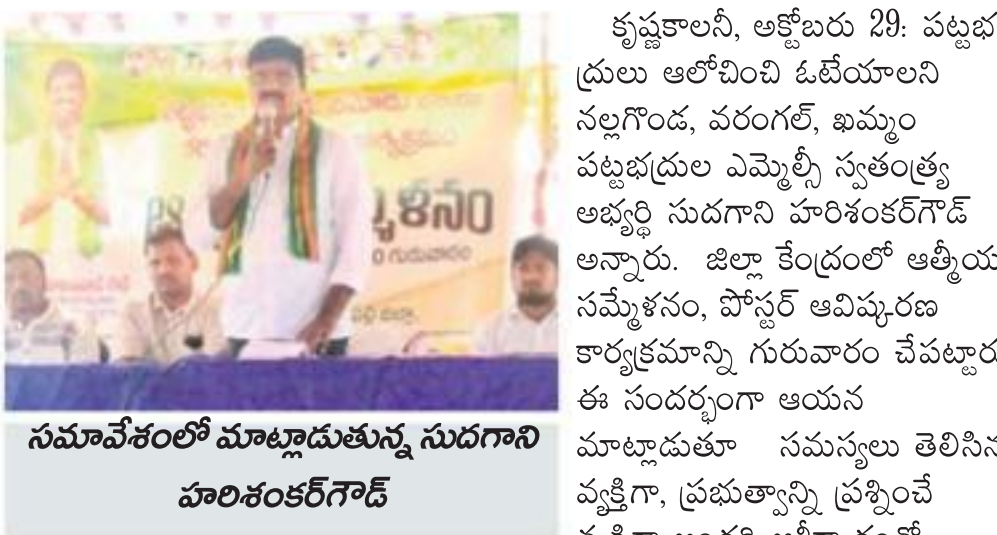 కృష్ణకాలనీ, అక్టోబరు 29: పట్టభ
ద్రులు ఆలోచించి ఓటేయాలని
నల్లగొండ, వరంగల్, ఖమ్మం
పట్టభద్రుల ఎమ్మెల్సీ స్వతంత్ర్య
అభ్యర్థి సుదగాని హరిశంకర్‌గౌడ్
అన్నారు. జిల్లా కేంద్రంలో ఆత్మీయ
సమ్మేళనం, పోస్టర్ ఆవిష్కరణ
కార్యక్రమాన్ని గురువారం చేపట్టారు
ఈ సందర్భంగా ఆయన
మాట్లాడుతూ సమస్యలు తెలిసిన
వ్యక్తిగా, ప్రభుత్వాన్ని ప్రశ్నించే
సమావేశంలో మాట్లాడుతున్న సుదగాని
హరిశంకర్‌గౌడ్
గురువారం